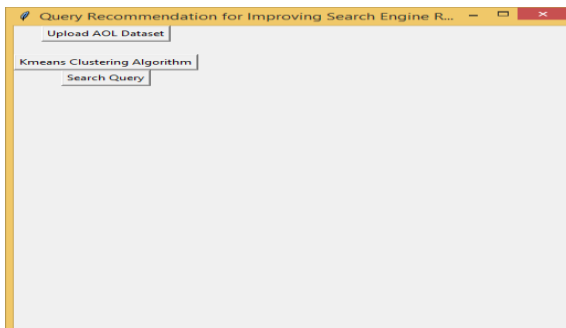 Query Recommendation for Improving Search Engine R...
Upload AOL Dataset
Kmeans Clustering Algorithm
Search Query